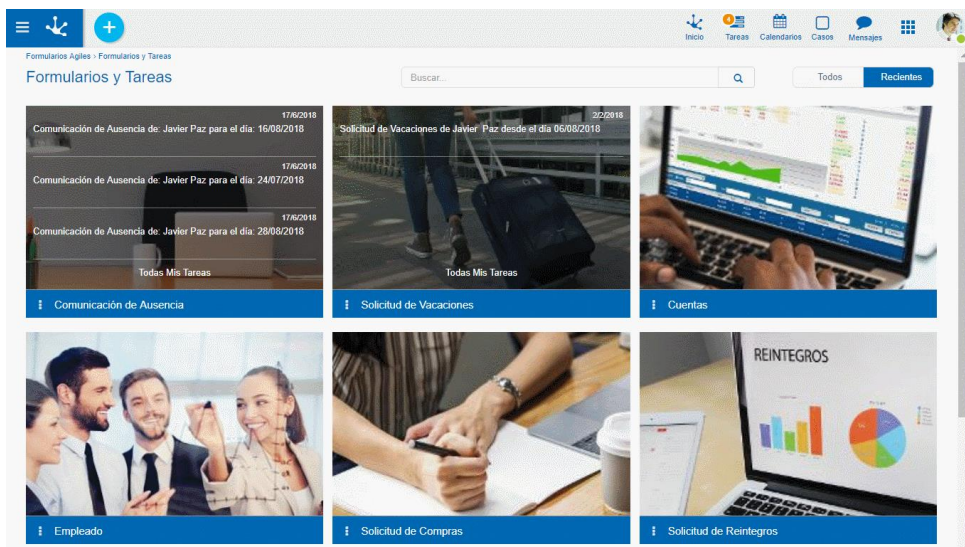 Inicio
4
Tareas
Calendarios
Casos
Mensajes
Formularios Agiles › Formularios y Tareas
Formularios y Tareas
Buscar...
Todos
Recientes
17/6/2018
Comunicación de Ausencia de: Javier Paz para el día: 16/08/2018
17/6/2018
Comunicación de Ausencia de: Javier Paz para el día: 24/07/2018
17/6/2018
Comunicación de Ausencia de: Javier Paz para el día: 28/08/2018
Todas Mis Tareas
Comunicación de Ausencia
2/2/2018
Solicitud de Vacaciones de Javier Paz desde el día 06/08/2018
Todas Mis Tareas
Solicitud de Vacaciones
Cuentas
Empleado
Solicitud de Compras
REINTEGROS
Solicitud de Reintegros